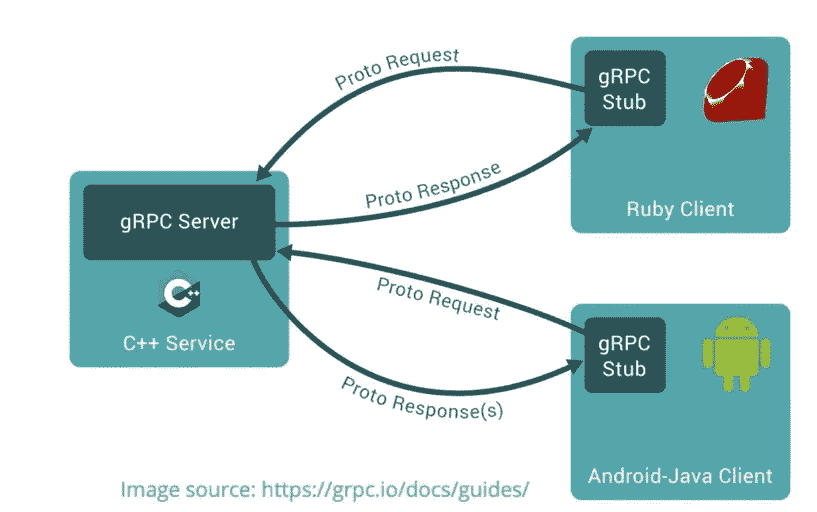 Proto Request
gRPC
Stub
Proto Response
Ruby Client
gRPC Server
C++
C++ Service
Proto Request
gRPC
Stub
Proto Response(s)
Android-Java Client
Image source: https://grpc.io/docs/guides/